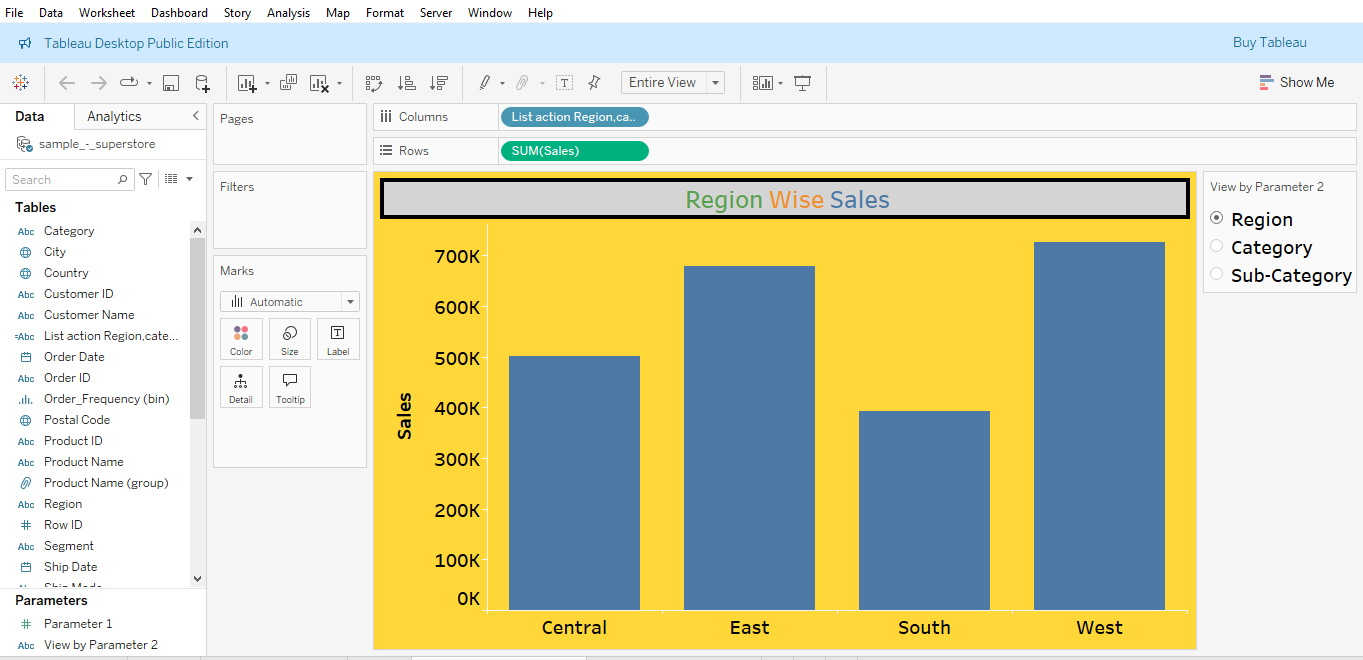 File Data Worksheet Dashboard Story Analysis Map Format Server Window Help
Tableau Desktop Public Edition
Buy Tableau
Entire View
Show Me
Data
Analytics
sample_-_superstore
Search
Tables
Abc Category
City
Country
Abc Customer ID
Abc Customer Name
=Abc List action Region,cate...
Order Date
Abc Order ID
Order_Frequency (bin)
Postal Code
Abc Product ID
Abc Product Name
Product Name (group)
Abc Region
Row ID
Abc Segment
Ship Date
Ship Mode
Parameters
Parameter 1
Abc View by Parameter 2
Pages
Filters
Marks
Automatic
Color Size Label
Detail Tooltip
Columns List action Region,ca..
Rows SUM(Sales)
Region Wise Sales
Sales
700K
600K
500K
400K
300K
200K
100K
0K
Central East South West
View by Parameter 2
Region
Category
Sub-Category